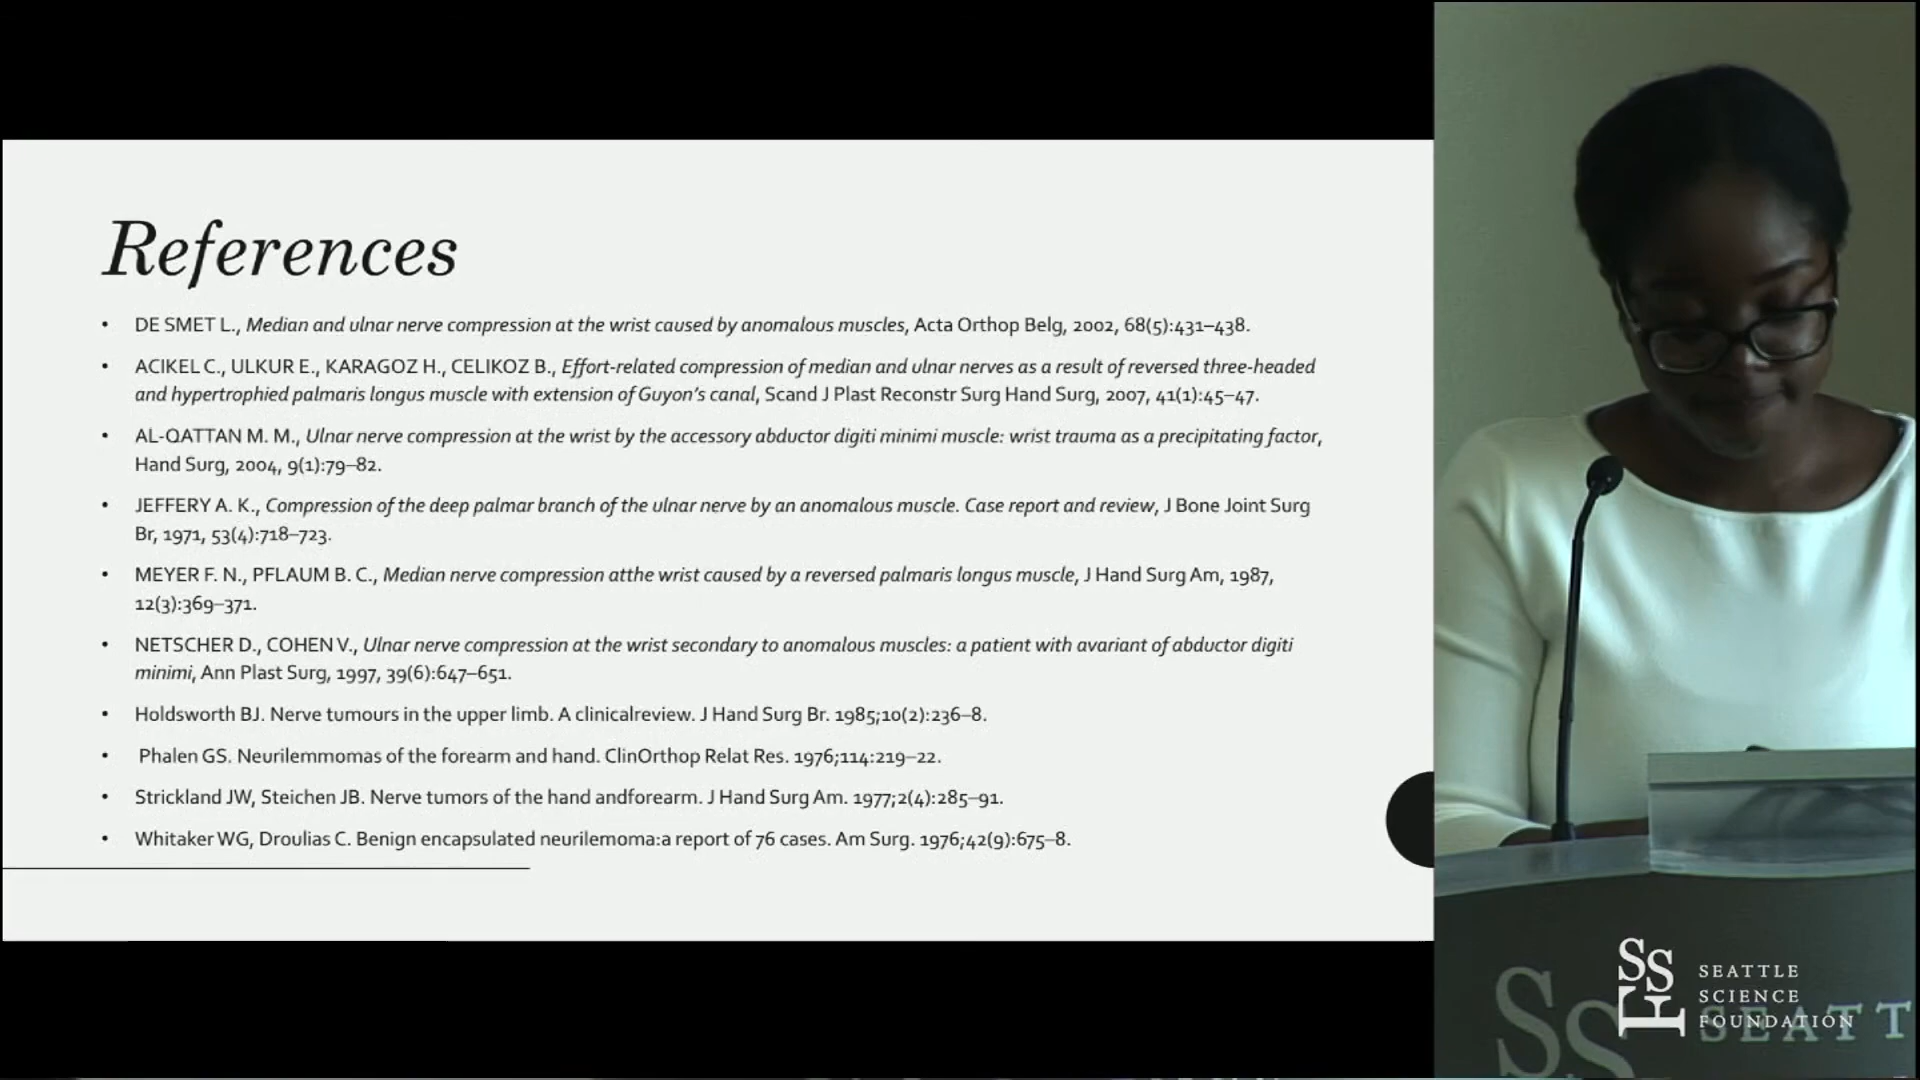 References
• DE SMET L., Median and ulnar nerve compression at the wrist caused by anomalous muscles, Acta Orthop Belg, 2002, 68(5):431–438.
• ACIKEL C., ULKUR E., KARAGOZ H., CELIKOZ B., Effort-related compression of median and ulnar nerves as a result of reversed three-headed
and hypertrophied palmaris longus muscle with extension of Guyon's canal, Scand J Plast Reconstr Surg Hand Surg, 2007, 41(1):45–47.
• AL-QATTAN M. M., Ulnar nerve compression at the wrist by the accessory abductor digiti minimi muscle: wrist trauma as a precipitating factor,
Hand Surg, 2004, 9(1):79–82.
• JEFFERY A. K., Compression of the deep palmar branch of the ulnar nerve by an anomalous muscle. Case report and review, J Bone Joint Surg
Br, 1971, 53(4):718–723.
• MEYER F. N., PFLAUM B. C., Median nerve compression atthe wrist caused by a reversed palmaris longus muscle, J Hand Surg Am, 1987,
12(3):369–371.
• NETSCHER D., COHEN V., Ulnar nerve compression at the wrist secondary to anomalous muscles: a patient with avariant of abductor digiti
minimi, Ann Plast Surg, 1997, 39(6):647–651.
• Holdsworth BJ. Nerve tumours in the upper limb. A clinicalreview. J Hand Surg Br. 1985;10(2):236–8.
• Phalen GS. Neurilemmomas of the forearm and hand. ClinOrthop Relat Res. 1976;114:219–22.
• Strickland JW, Steichen JB. Nerve tumors of the hand andforearm. J Hand Surg Am. 1977;2(4):285–91.
• Whitaker WG, Droulias C. Benign encapsulated neurilemoma:a report of 76 cases. Am Surg. 1976;42(9):675–8.
SSF
SEATTLE
SCIENCE
FOUNDATION
SS
SEATT